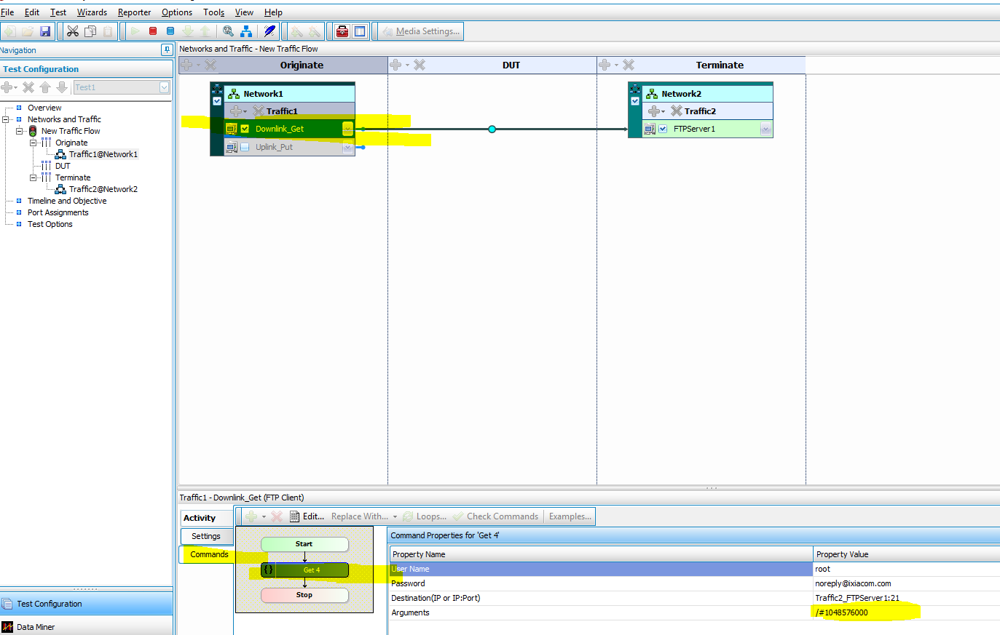 File Edit Test Wizards Reporter Options Tools View Help
Media Settings...
Navigation
Networks and Traffic - New Traffic Flow
Test Configuration
Originate DUT Terminate
Test1
Network1 Network2
Traffic1 Traffic2
Downlink_Get FTPServer1
Uplink_Put
Overview
Networks and Traffic
New Traffic Flow
Originate
Traffic1@Network1
DUT
Terminate
Traffic2@Network2
Timeline and Objective
Port Assignments
Test Options
Traffic1 - Downlink_Get (FTP Client)
Activity Edit... Replace With... Loops... Check Commands Examples...
Settings
Commands
Start
{} Get 4
Stop
Command Properties for 'Get 4'
Property Name Property Value
User Name root
Password noreply@ixiacom.com
Destination(IP or IP:Port) Traffic2_FTPServer1:21
Arguments /#1048576000
Test Configuration
Data Miner